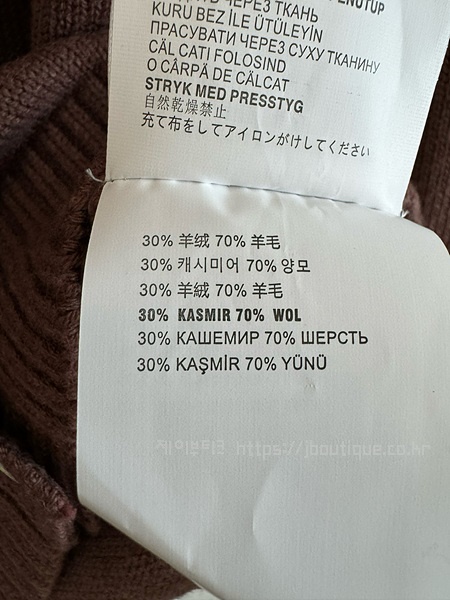 ЧЕРЕЗ ТКАНЬ
KURU BEZ İLE ÜTÜLEYİN
ПРАСУВАТИ ЧЕРЕЗ СУХУ ТКАНИНУ
CĂLCATI FOLOSIND
O CÂRPĂ DE CĂLCAT
STRYK MED PRESSTYG
自然乾燥禁止
充て布をしてアイロンがけしてください
30% 羊绒 70% 羊毛
30% 캐시미어 70% 양모
30% 羊絨 70% 羊毛
30% KASMIR 70% WOL
30% КАШЕМИР 70% ШЕРСТЬ
30% KAŞMİR 70% YÜNÜ
제이부티크 https://jboutique.co.kr